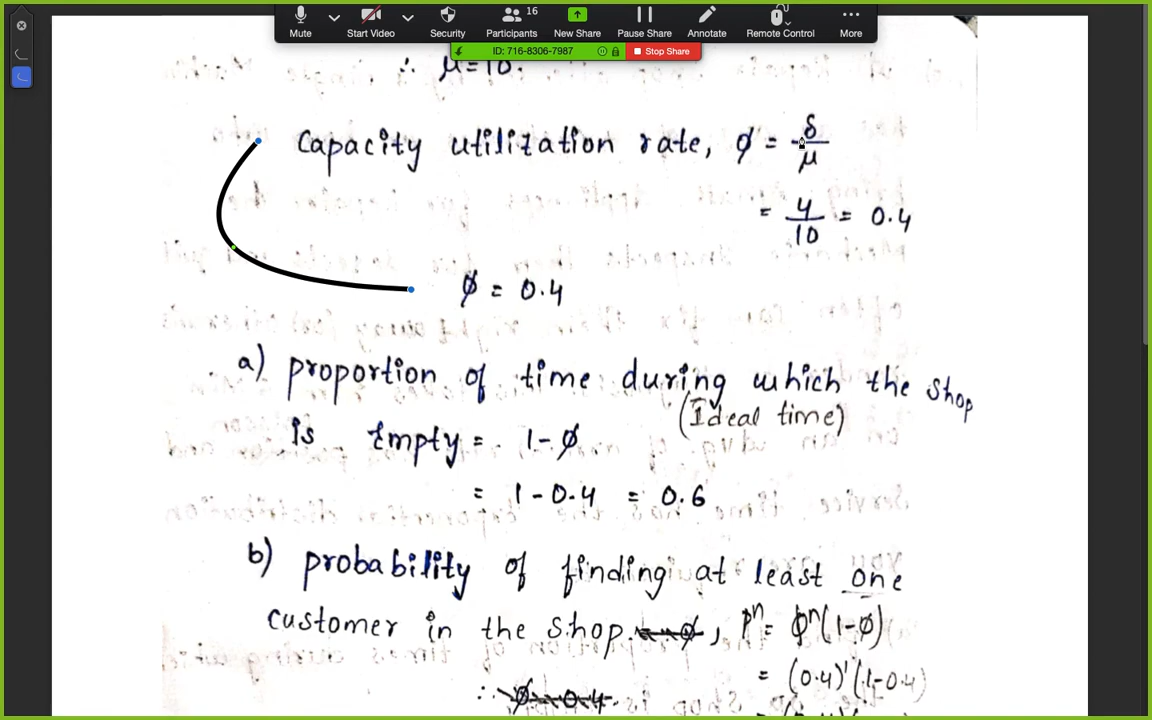 Mute
Start Video
Security
Participants
16
New Share
Pause Share
Annotate
Remote Control
More
ID: 716-8306-7987
Stop Share
∴ μ=10.
Capacity utilization rate, φ = δ/μ
= 4/10 = 0.4
φ = 0.4
a) proportion of time during which the shop
(Ideal time)
is Empty = 1-φ
= 1-0.4 = 0.6
b) probability of finding at least one
customer in the shop. , pⁿ = φⁿ(1-φ)
= (0.4)¹(1-0.4)
∴ φ=0.4